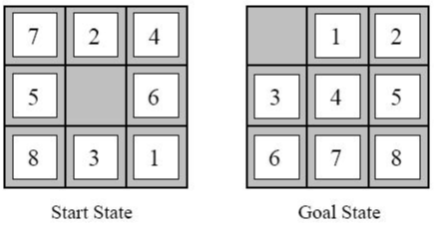 7 2 4
5 6
8 3 1
Start State
1 2
3 4 5
6 7 8
Goal State